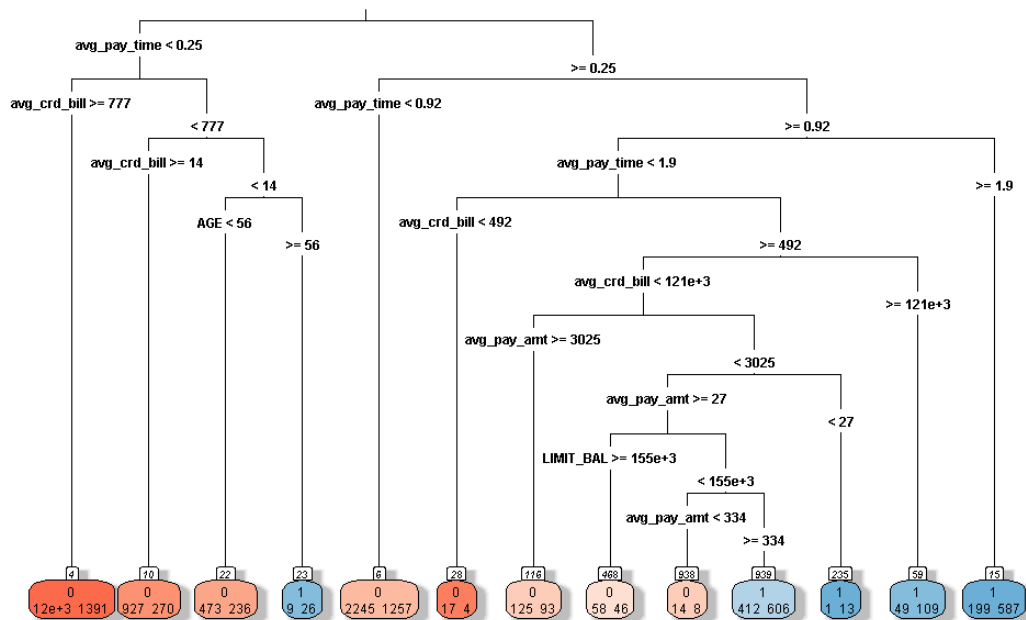 avg_pay_time < 0.25
>= 0.25
avg_crd_bill >= 777
avg_pay_time < 0.92
< 777
>= 0.92
avg_crd_bill >= 14
avg_pay_time < 1.9
< 14
>= 1.9
AGE < 56
avg_crd_bill < 492
>= 56
>= 492
avg_crd_bill < 121e+3
>= 121e+3
avg_pay_amt >= 3025
< 3025
avg_pay_amt >= 27
< 27
LIMIT_BAL >= 155e+3
< 155e+3
avg_pay_amt < 334
>= 334
4 10 22 23 6 28 116 468 938 939 235 59 15
0 0 0 1 0 0 0 0 0 1 1 1 1
12e+3 1391 927 270 473 236 9 26 2245 1257 17 4 125 93 58 46 14 8 412 606 1 13 49 109 199 587